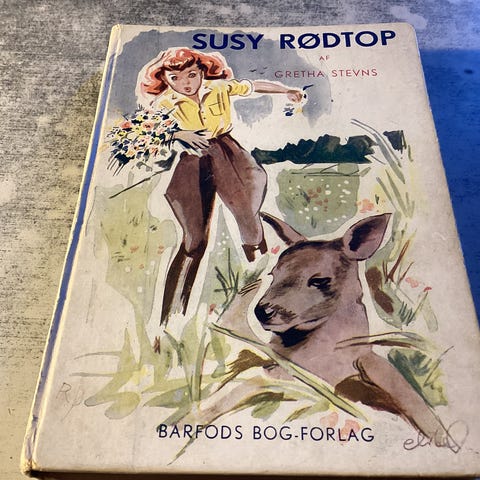 SUSY RØDTOP
AF
GRETHA STEVNS
BARFODS BOG-FORLAG